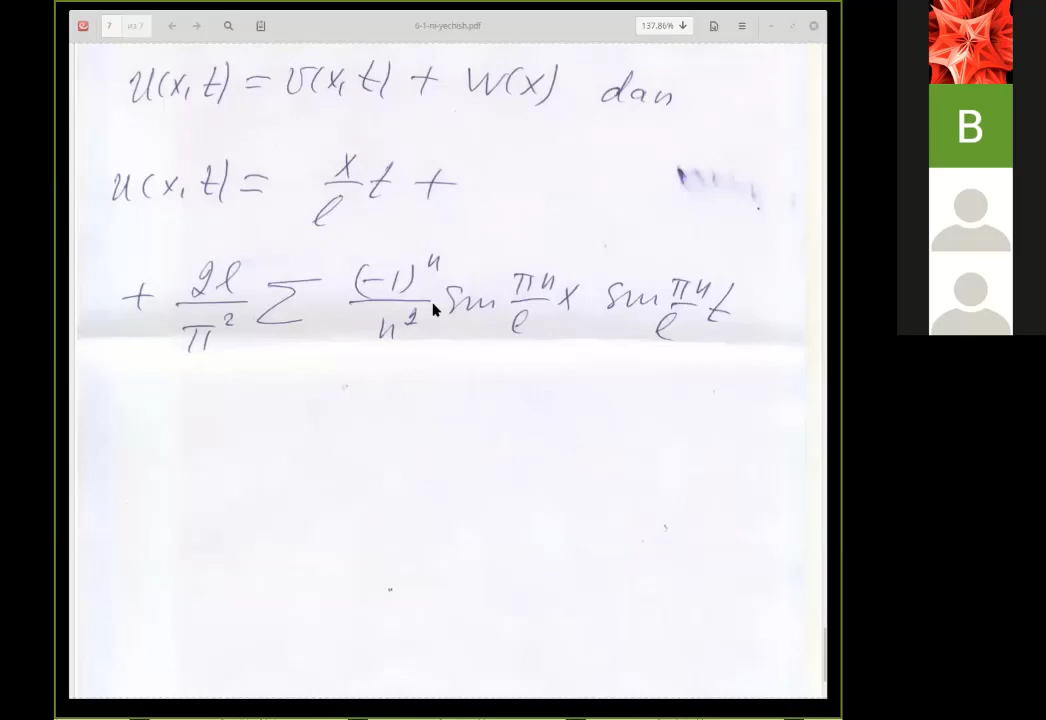 7 из 7 6-1-ni-yechish.pdf 137,86%
U(x,t) = v(x,t) + w(x) dan
u(x,t) = x/l t +
+ 2l/π² Σ (-1)ⁿ/n² sin πn/l x sin πn/l t
B